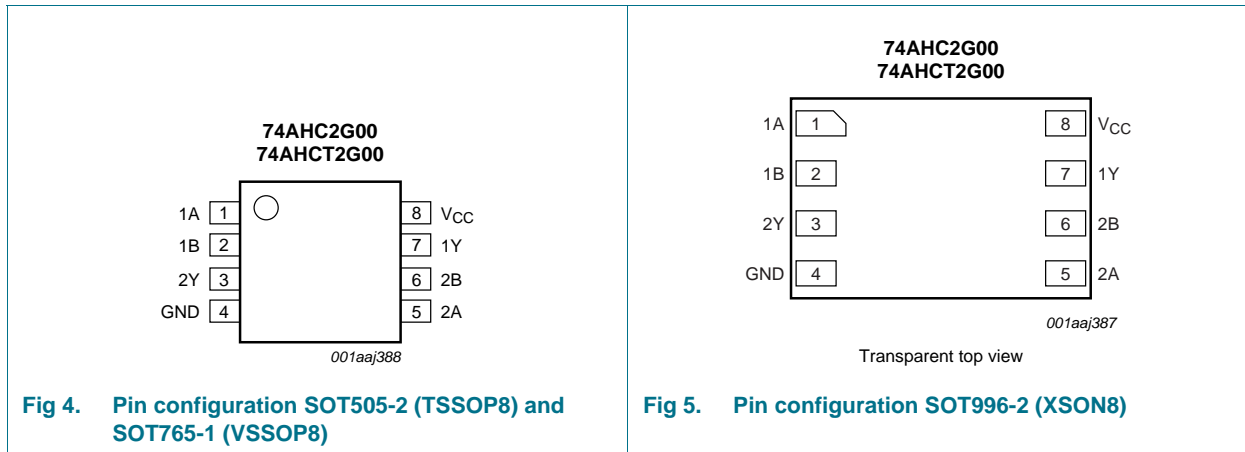 74AHC2G00
74AHCT2G00
1A 1 8 VCC
1B 2 7 1Y
2Y 3 6 2B
GND 4 5 2A
001aaj388
Fig 4. Pin configuration SOT505-2 (TSSOP8) and
SOT765-1 (VSSOP8)
74AHC2G00
74AHCT2G00
1A 1 8 VCC
1B 2 7 1Y
2Y 3 6 2B
GND 4 5 2A
001aaj387
Transparent top view
Fig 5. Pin configuration SOT996-2 (XSON8)